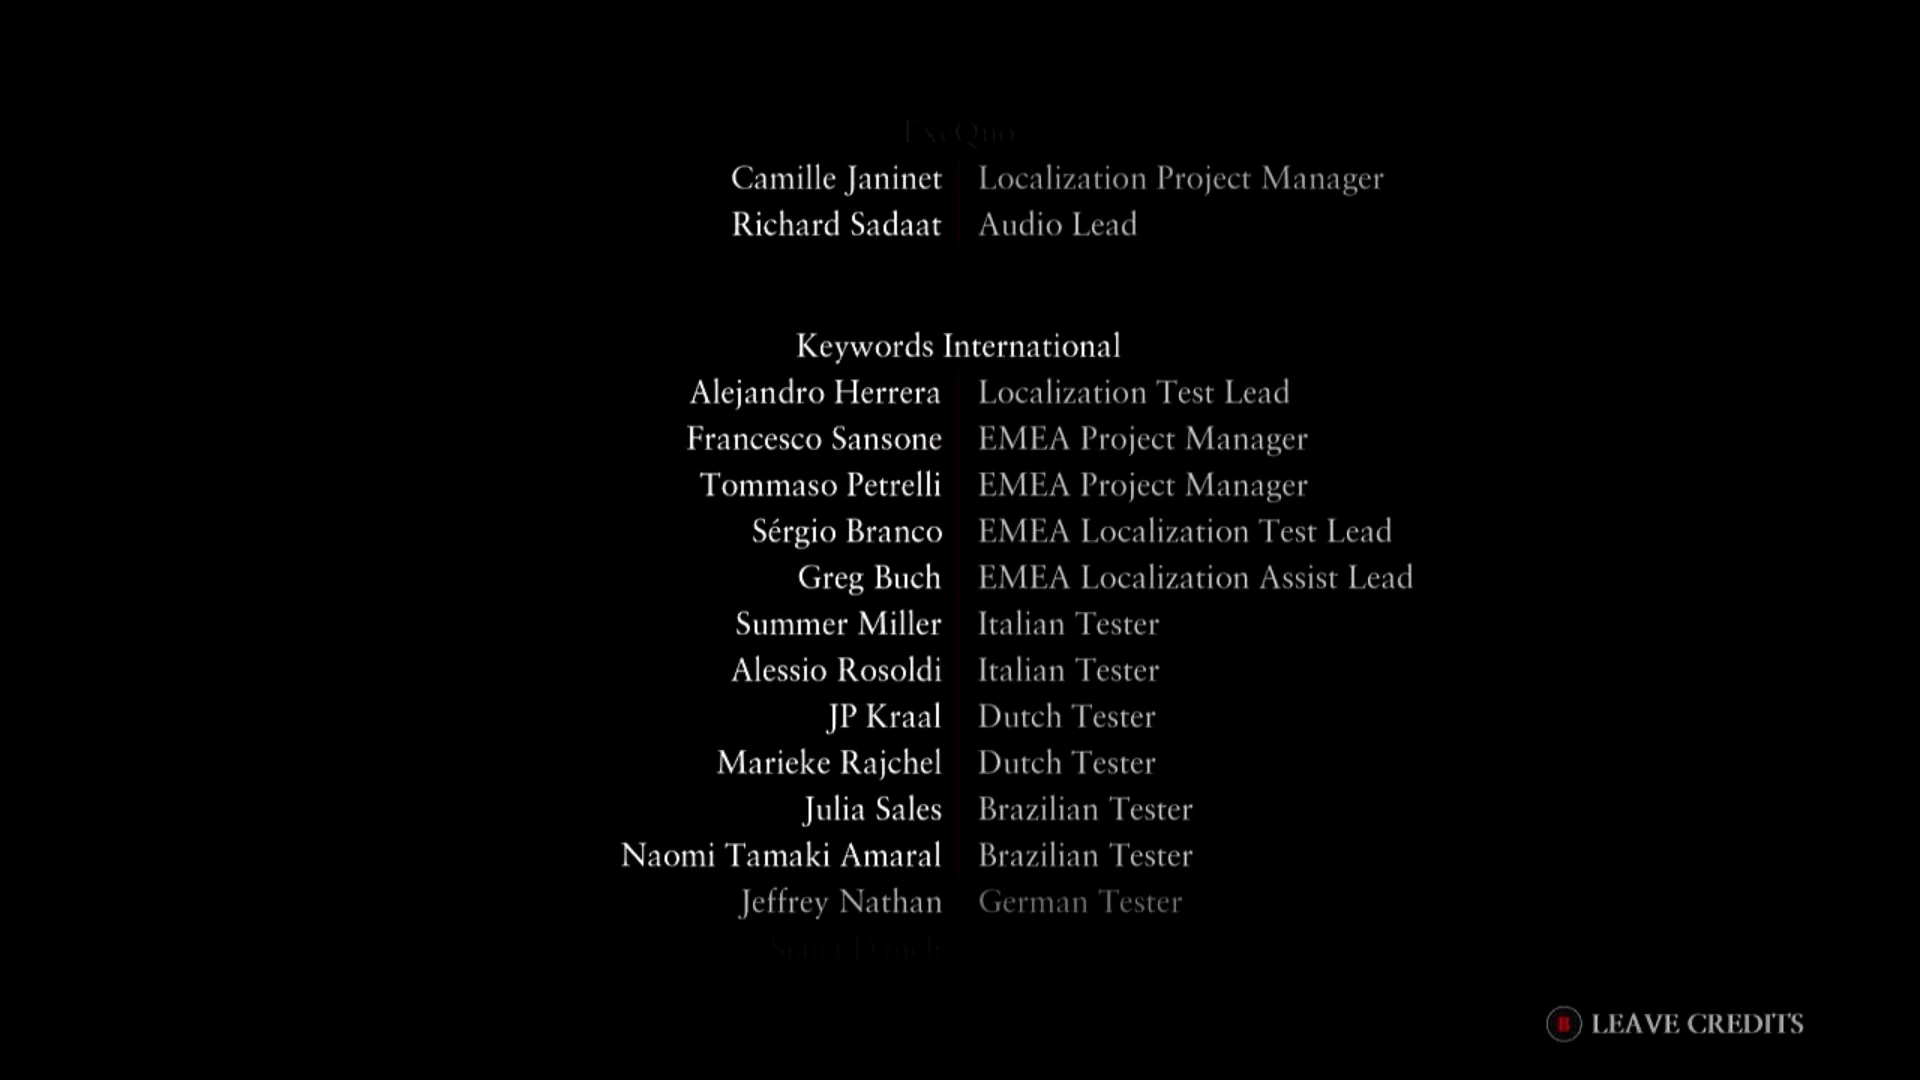 ExeQuo
Camille Janinet Localization Project Manager
Richard Sadaat Audio Lead
Keywords International
Alejandro Herrera Localization Test Lead
Francesco Sansone EMEA Project Manager
Tommaso Petrelli EMEA Project Manager
Sérgio Branco EMEA Localization Test Lead
Greg Buch EMEA Localization Assist Lead
Summer Miller Italian Tester
Alessio Rosoldi Italian Tester
JP Kraal Dutch Tester
Marieke Rajchel Dutch Tester
Julia Sales Brazilian Tester
Naomi Tamaki Amaral Brazilian Tester
Jeffrey Nathan German Tester
B LEAVE CREDITS